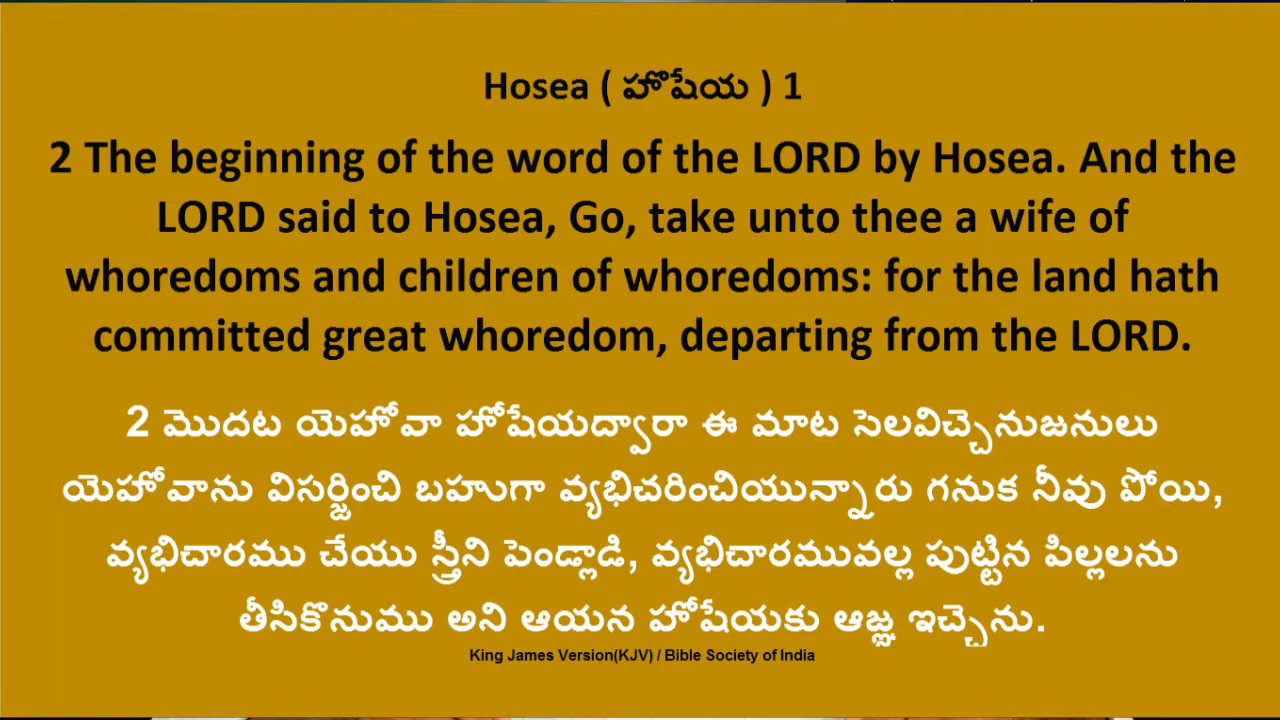 Hosea ( హొషేయ ) 1
2 The beginning of the word of the LORD by Hosea. And the
LORD said to Hosea, Go, take unto thee a wife of
whoredoms and children of whoredoms: for the land hath
committed great whoredom, departing from the LORD.
2 మొదట యెహోవా హోషేయద్వారా ఈ మాట సెలవిచ్చెనుజనులు
యెహోవాను విసర్జించి బహుగా వ్యభిచరించియున్నారు గనుక నీవు పోయి,
వ్యభిచారము చేయు స్త్రీని పెండ్లాడి, వ్యభిచారమువల్ల పుట్టిన పిల్లలను
తీసికొనుము అని ఆయన హోషేయకు ఆజ్ఞ ఇచ్చెను.
King James Version(KJV) / Bible Society of India